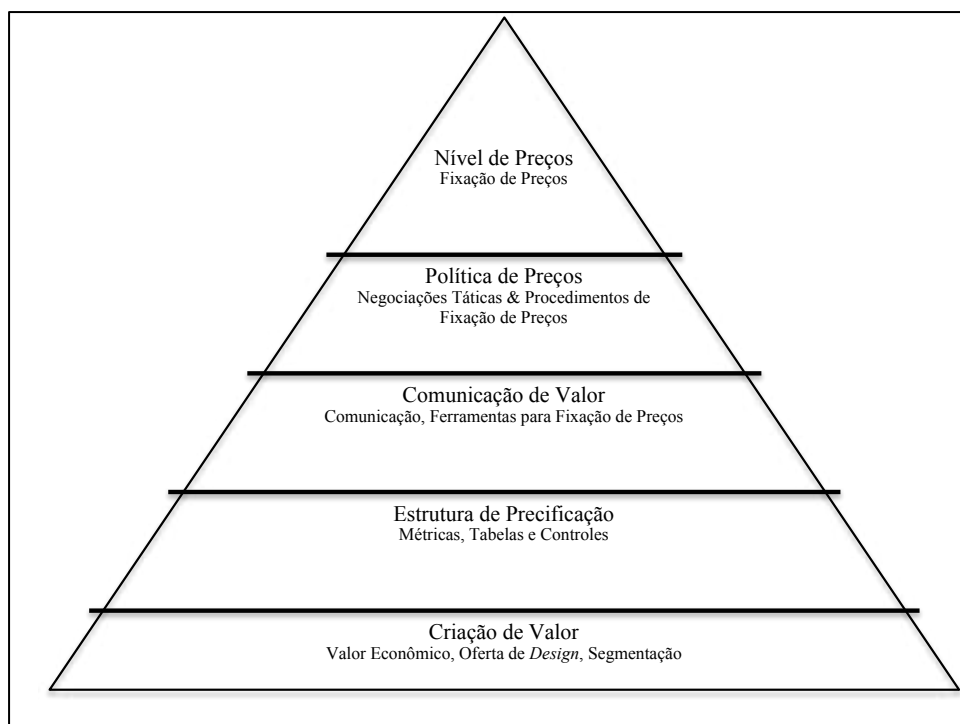 Nível de Preços
Fixação de Preços
Política de Preços
Negociações Táticas & Procedimentos de
Fixação de Preços
Comunicação de Valor
Comunicação, Ferramentas para Fixação de Preços
Estrutura de Precificação
Métricas, Tabelas e Controles
Criação de Valor
Valor Econômico, Oferta de Design, Segmentação